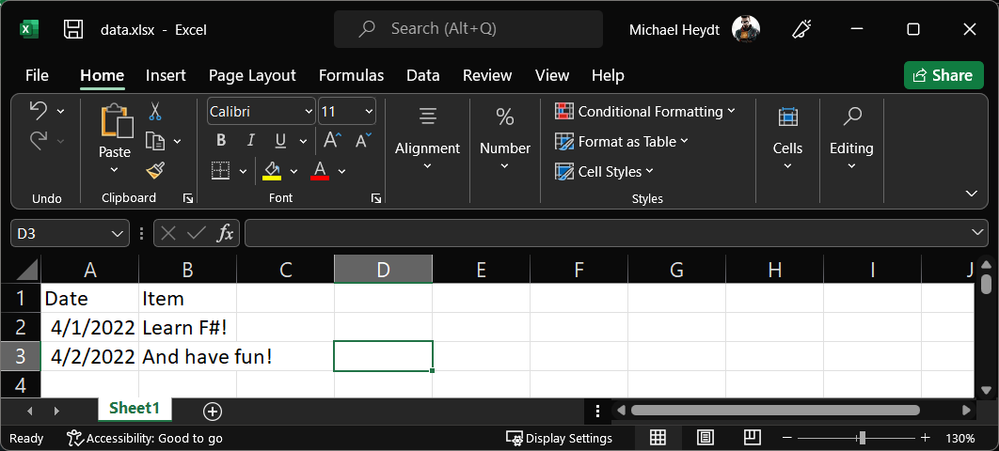 data.xlsx - Excel
Search (Alt+Q)
Michael Heydt
File Home Insert Page Layout Formulas Data Review View Help Share
Paste
Calibri 11
B I U A A
A
Alignment
%
Number
Conditional Formatting
Format as Table
Cell Styles
Cells
Editing
Undo Clipboard Font Styles
D3 fx
A B C D E F G H I J
1 Date Item
2 4/1/2022 Learn F#!
3 4/2/2022 And have fun!
4
Sheet1
Ready Accessibility: Good to go Display Settings 130%